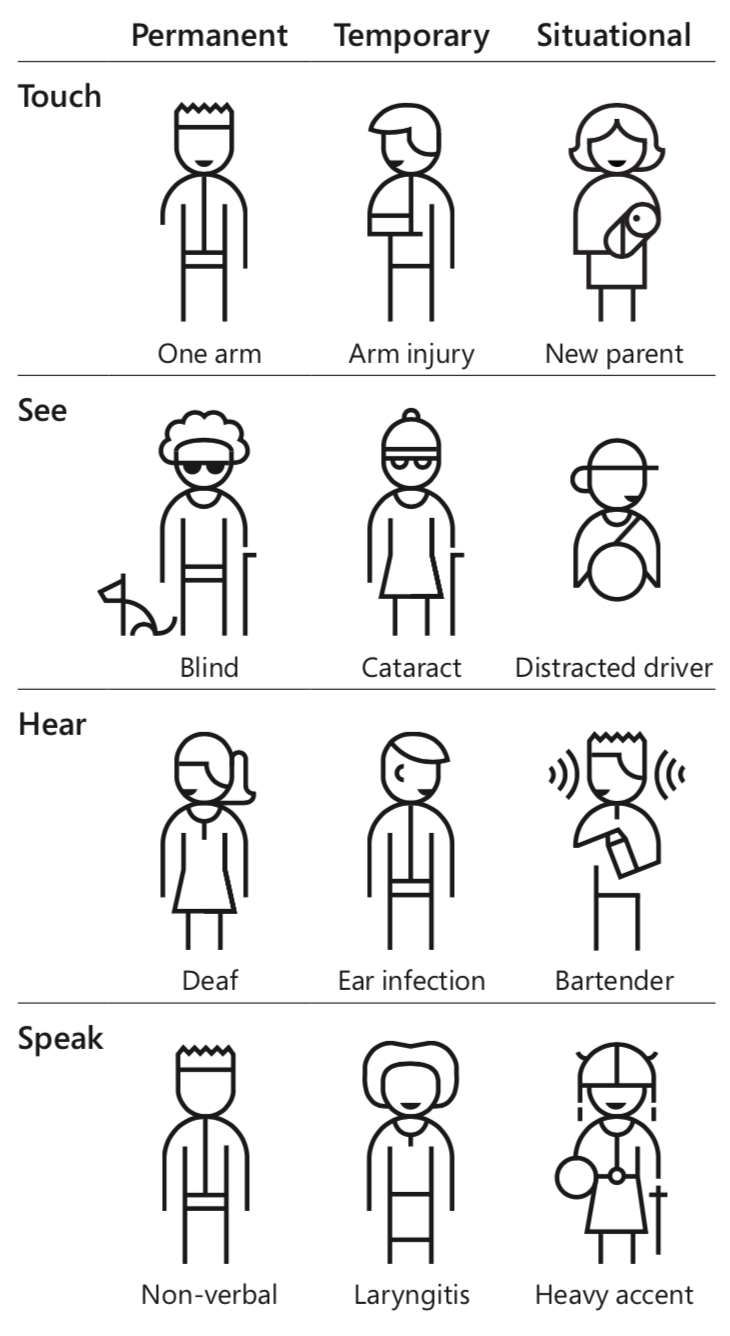 Permanent Temporary Situational
Touch
One arm Arm injury New parent
See
Blind Cataract Distracted driver
Hear
Deaf Ear infection Bartender
Speak
Non-verbal Laryngitis Heavy accent